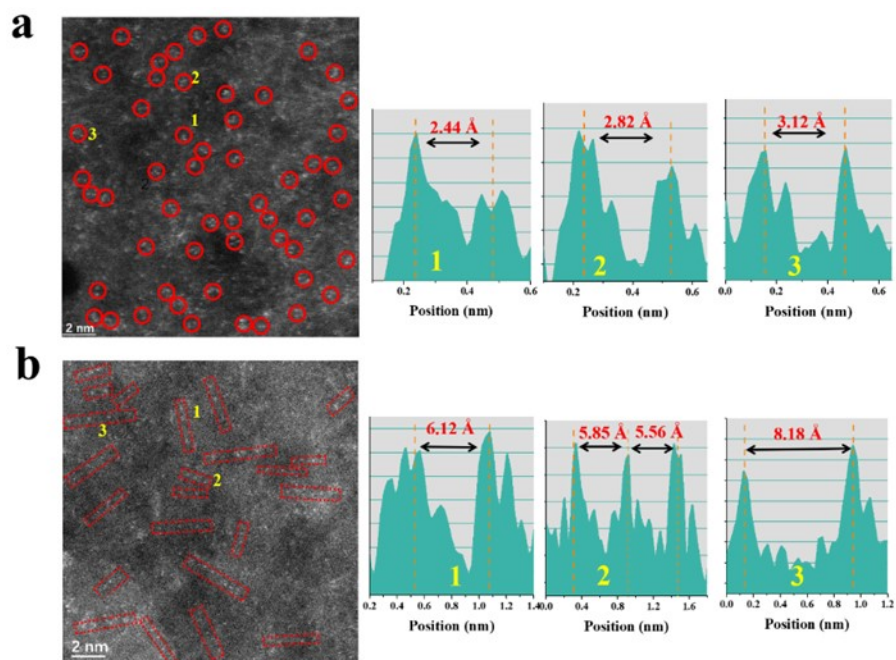 a
2
1
3
2
2 nm
2.44 Å
1
0.2 0.4 0.6
Position (nm)
2.82 Å
2
0.2 0.4 0.6
Position (nm)
3.12 Å
3
0.0 0.2 0.4 0.6
Position (nm)
b
1
3
2
2 nm
6.12 Å
1
0.2 0.4 0.6 0.8 1.0 1.2 1.4
Position (nm)
5.85 Å 5.56 Å
2
0.0 0.4 0.8 1.2 1.6
Position (nm)
8.18 Å
3
0.0 0.2 0.4 0.6 0.8 1.0 1.2
Position (nm)